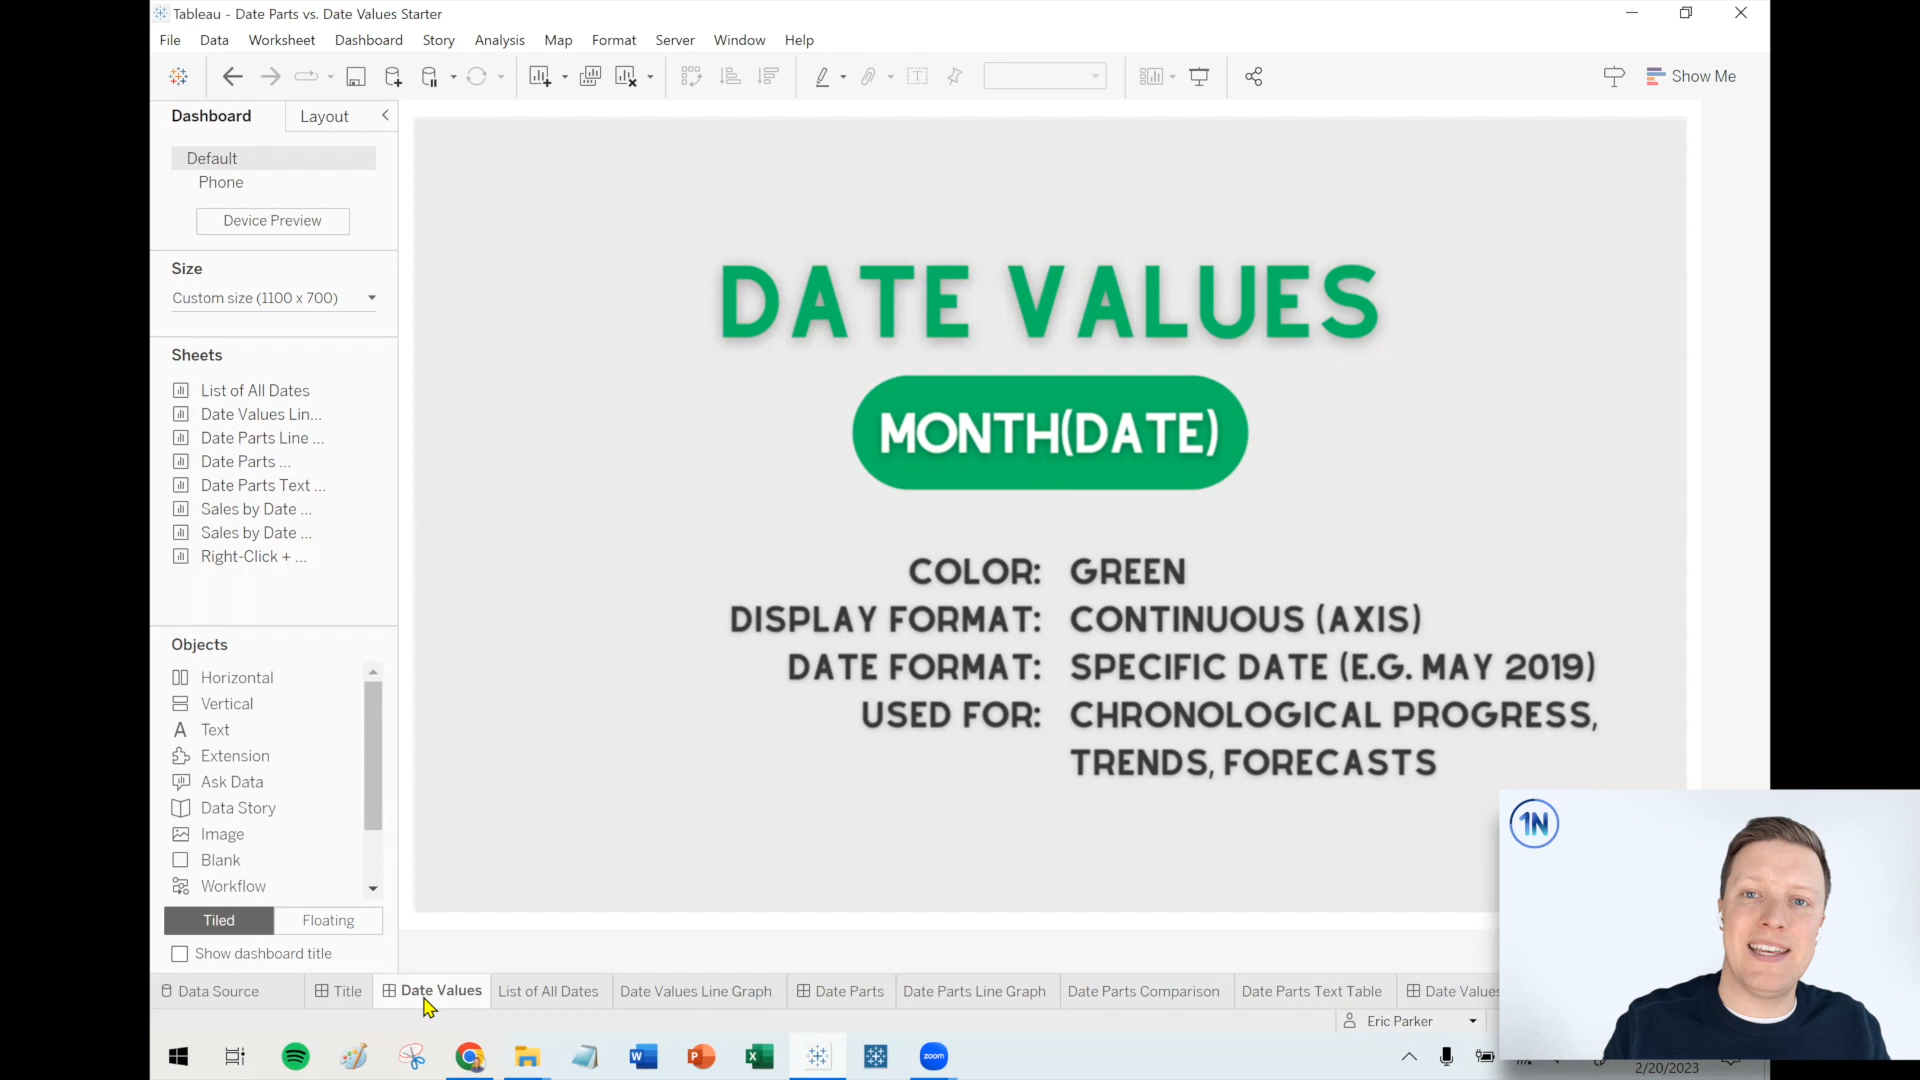 Tableau - Date Parts vs. Date Values Starter
File Data Worksheet Dashboard Story Analysis Map Format Server Window Help
Show Me
Dashboard Layout
Default
Phone
Device Preview
Size
Custom size (1100 x 700)
Sheets
List of All Dates
Date Values Lin...
Date Parts Line ...
Date Parts ...
Date Parts Text ...
Sales by Date ...
Sales by Date ...
Right-Click + ...
Objects
Horizontal
Vertical
Text
Extension
Ask Data
Data Story
Image
Blank
Workflow
Tiled Floating
Show dashboard title
DATE VALUES
MONTH(DATE)
COLOR: GREEN
DISPLAY FORMAT: CONTINUOUS (AXIS)
DATE FORMAT: SPECIFIC DATE (E.G. MAY 2019)
USED FOR: CHRONOLOGICAL PROGRESS,
TRENDS, FORECASTS
1N
Data Source Title Date Values List of All Dates Date Values Line Graph Date Parts Date Parts Line Graph Date Parts Comparison Date Parts Text Table Date Values
Eric Parker
zoom
2/20/2023